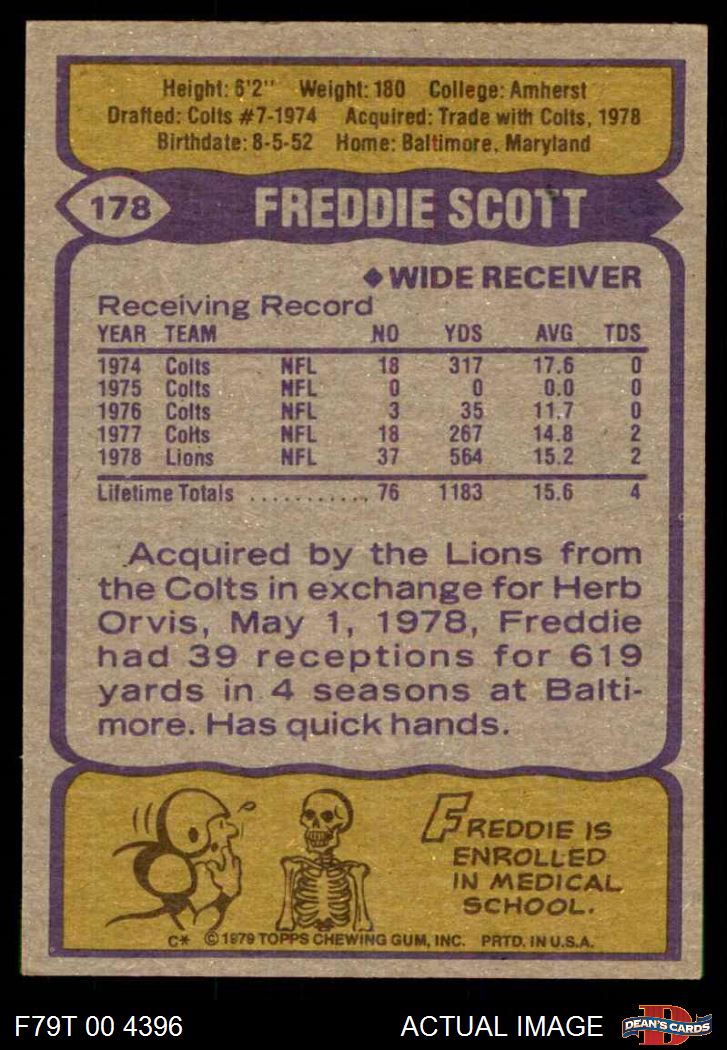 Height: 6'2" Weight: 180 College: Amherst
Drafted: Colts #7-1974 Acquired: Trade with Colts, 1978
Birthdate: 8-5-52 Home: Baltimore, Maryland
178 FREDDIE SCOTT
◆ WIDE RECEIVER
Receiving Record
YEAR TEAM NO YDS AVG TDS
1974 Colts NFL 18 317 17.6 0
1975 Colts NFL 0 0 0.0 0
1976 Colts NFL 3 35 11.7 0
1977 Colts NFL 18 267 14.8 2
1978 Lions NFL 37 564 15.2 2
Lifetime Totals ............ 76 1183 15.6 4
Acquired by the Lions from
the Colts in exchange for Herb
Orvis, May 1, 1978, Freddie
had 39 receptions for 619
yards in 4 seasons at Balti-
more. Has quick hands.
FREDDIE IS
ENROLLED
IN MEDICAL
SCHOOL.
C* © 1979 TOPPS CHEWING GUM, INC. PRTD. IN U.S.A.
F79T 00 4396 ACTUAL IMAGE D DEAN'S CARDS